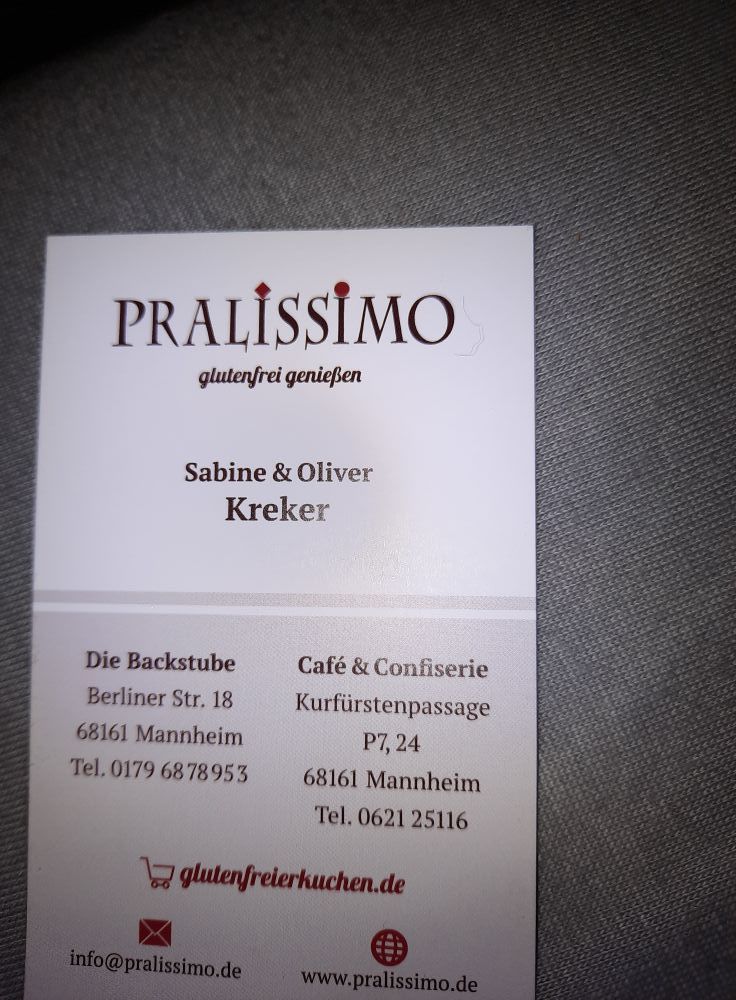 PRALISSIMO
glutenfrei genießen
Sabine & Oliver
Kreker
Die Backstube
Berliner Str. 18
68161 Mannheim
Tel. 0179 6878953
Café & Confiserie
Kurfürstenpassage
P7, 24
68161 Mannheim
Tel. 0621 25116
glutenfreierkuchen.de
info@pralissimo.de
www.pralissimo.de